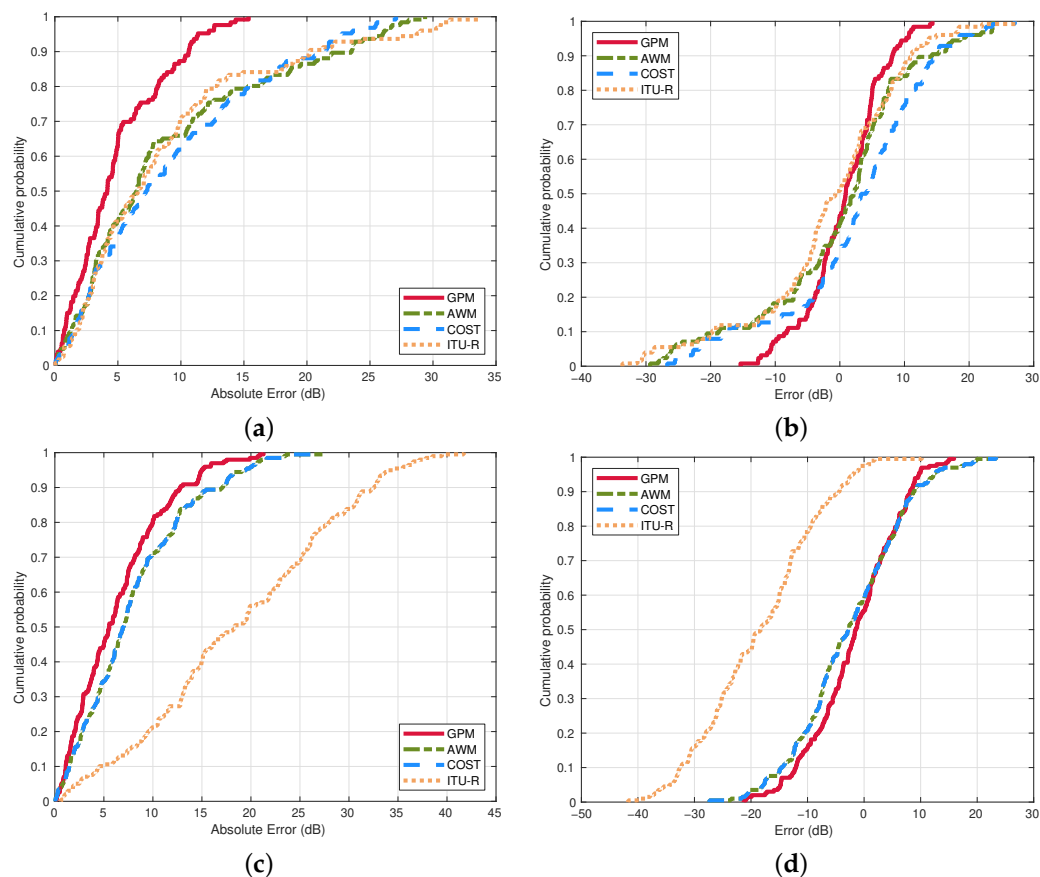 1
0.9
0.8
0.7
0.6
0.5
0.4
0.3
0.2
0.1
0
Cumulative probability
GPM
AWM
COST
ITU-R
0 5 10 15 20 25 30 35
Absolute Error (dB)
(a)
1
0.9
0.8
0.7
0.6
0.5
0.4
0.3
0.2
0.1
0
Cumulative probability
GPM
AWM
COST
ITU-R
−40 −30 −20 −10 0 10 20 30
Error (dB)
(b)
1
0.9
0.8
0.7
0.6
0.5
0.4
0.3
0.2
0.1
0
Cumulative probability
GPM
AWM
COST
ITU-R
0 5 10 15 20 25 30 35 40 45
Absolute Error (dB)
(c)
1
0.9
0.8
0.7
0.6
0.5
0.4
0.3
0.2
0.1
0
Cumulative probability
GPM
AWM
COST
ITU-R
−50 −40 −30 −20 −10 0 10 20 30
Error (dB)
(d)